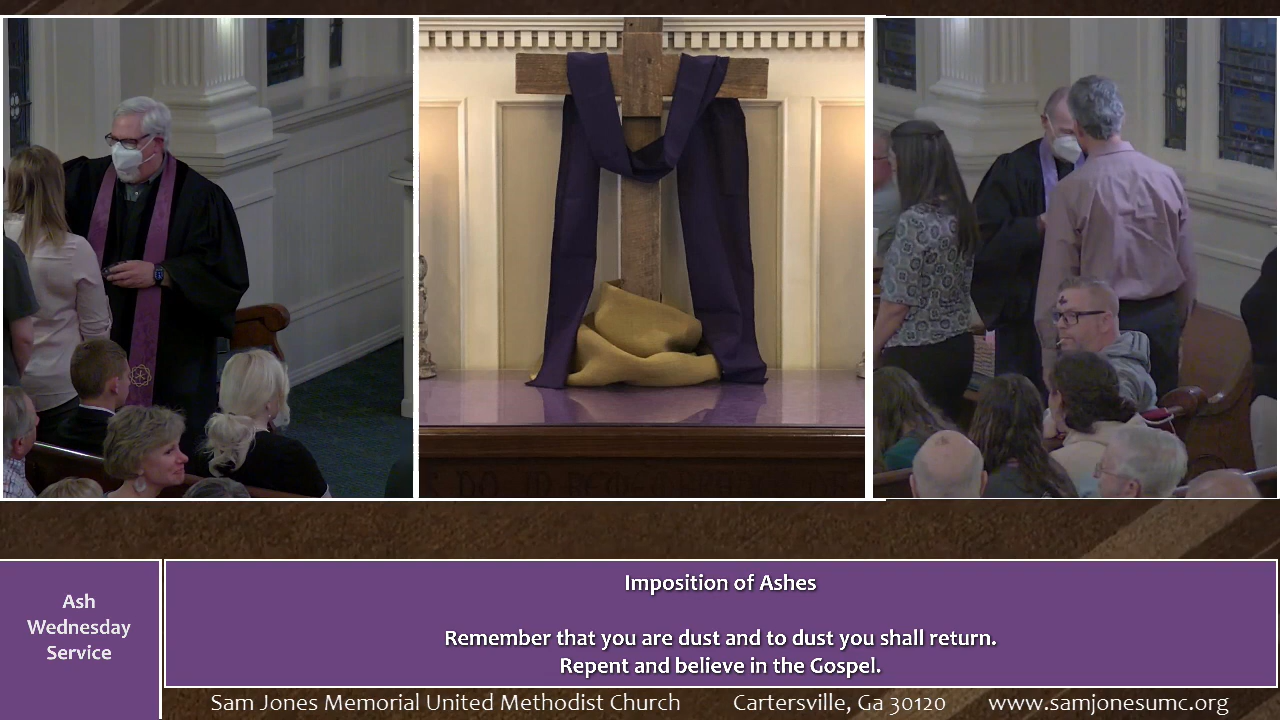 Ash
Wednesday
Service
Imposition of Ashes
Remember that you are dust and to dust you shall return.
Repent and believe in the Gospel.
Sam Jones Memorial United Methodist Church Cartersville, Ga 30120 www.samjonesumc.org